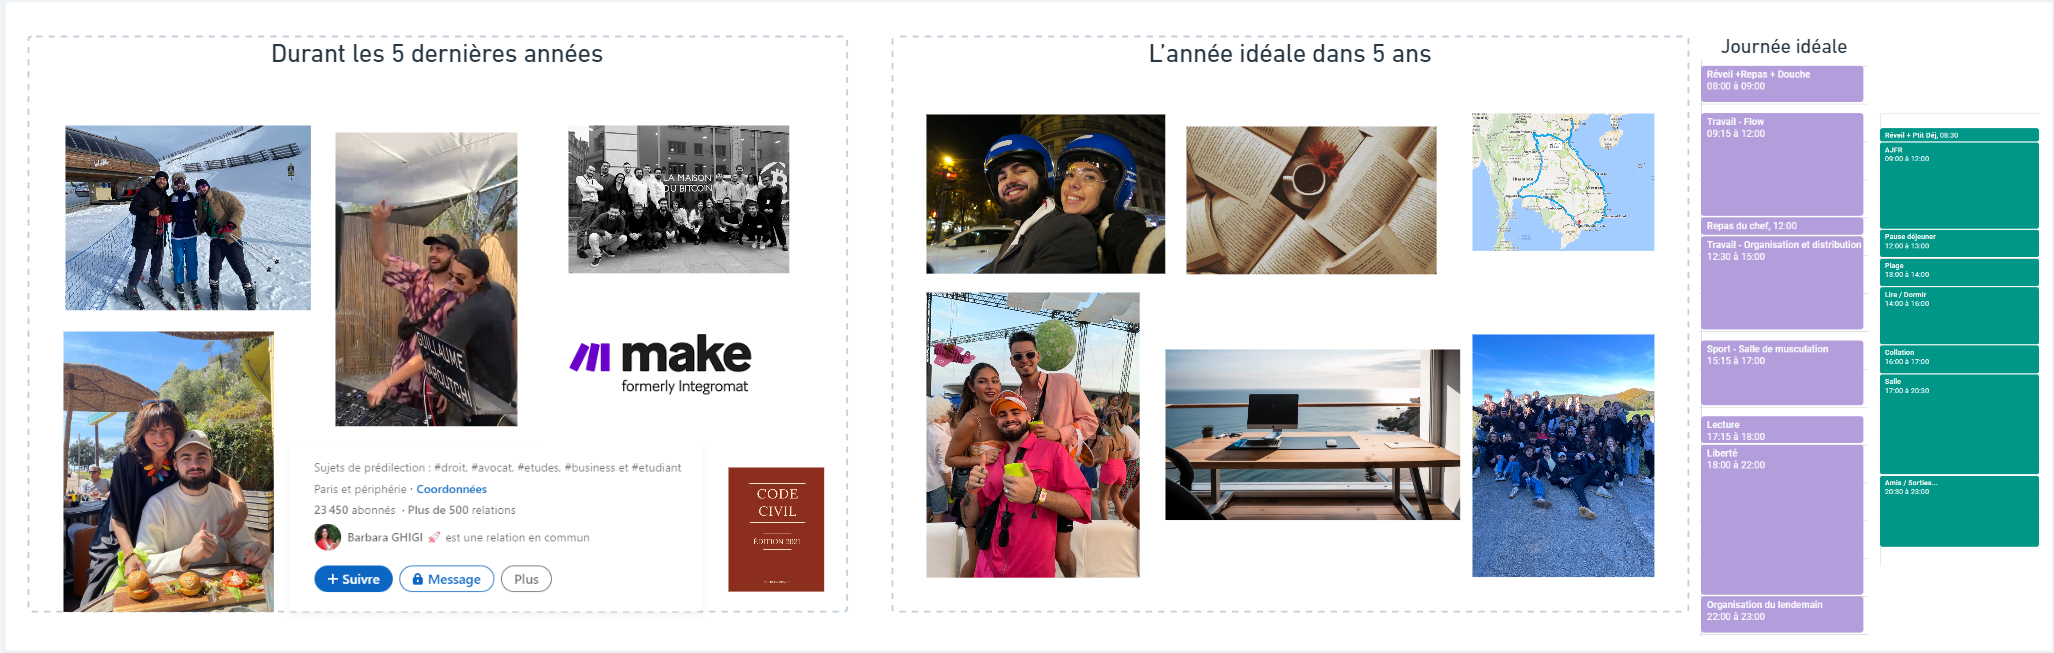 Durant les 5 dernières années
LA MAISON
DU BITCOIN
GUILLAUME
make
formerly Integromat
Sujets de prédilection : #droit, #avocat, #etudes, #business et #etudiant
Paris et périphérie · Coordonnées
23 450 abonnés · Plus de 500 relations
Barbara GHIGI 🚀 est une relation en commun
+ Suivre
Message
Plus
CODE
CIVIL
ÉDITION 2021
L'année idéale dans 5 ans
Thailande
Journée idéale
Réveil +Repas + Douche
08:00 à 09:00
Travail - Flow
09:15 à 12:00
Repas du chef, 12:00
Travail - Organisation et distribution
12:30 à 15:00
Sport - Salle de musculation
15:15 à 17:00
Lecture
17:15 à 18:00
Liberté
18:00 à 22:00
Organisation du lendemain
22:00 à 23:00
Réveil + Ptit Déj, 08:30
AJFR
09:00 à 12:00
Pause déjeuner
12:00 à 13:00
Plage
13:00 à 14:00
Lire / Dormir
14:00 à 16:00
Collation
16:00 à 17:00
Salle
17:00 à 20:30
Amis / Sorties...
20:30 à 23:00